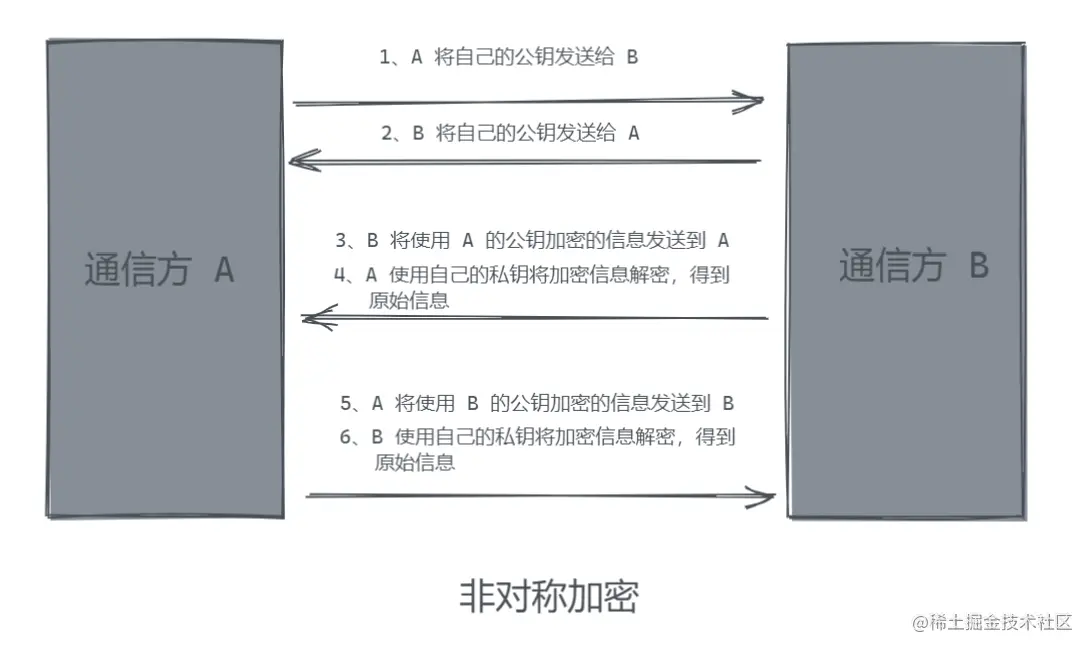 1、A 将自己的公钥发送给 B
2、B 将自己的公钥发送给 A
3、B 将使用 A 的公钥加密的信息发送到 A
4、A 使用自己的私钥将加密信息解密，得到
原始信息
通信方 A
通信方 B
5、A 将使用 B 的公钥加密的信息发送到 B
6、B 使用自己的私钥将加密信息解密，得到
原始信息
非对称加密
@稀土掘金技术社区